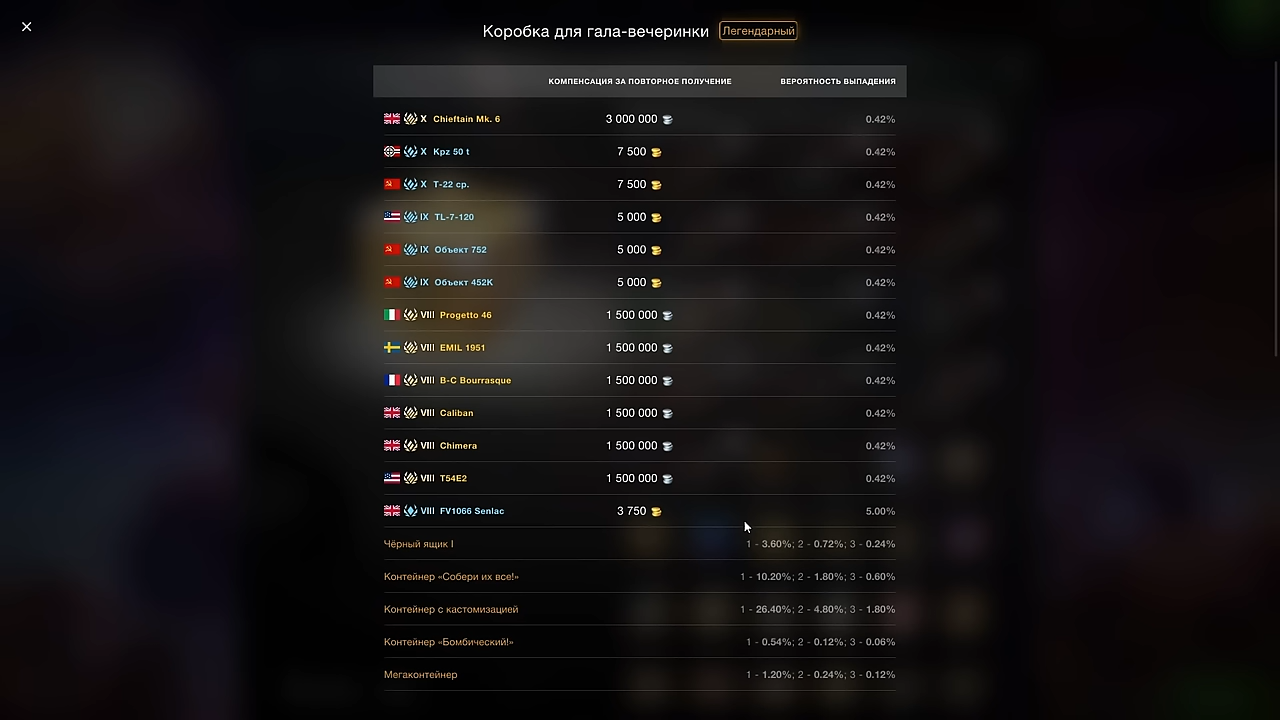 Коробка для гала-вечеринки Легендарный
КОМПЕНСАЦИЯ ЗА ПОВТОРНОЕ ПОЛУЧЕНИЕ ВЕРОЯТНОСТЬ ВЫПАДЕНИЯ
X Chieftain Mk. 6 3 000 000 0.42%
X Kpz 50 t 7 500 0.42%
X Т-22 ср. 7 500 0.42%
IX TL-7-120 5 000 0.42%
IX Объект 752 5 000 0.42%
IX Объект 452К 5 000 0.42%
VIII Progetto 46 1 500 000 0.42%
VIII EMIL 1951 1 500 000 0.42%
VIII B-C Bourrasque 1 500 000 0.42%
VIII Caliban 1 500 000 0.42%
VIII Chimera 1 500 000 0.42%
VIII T54E2 1 500 000 0.42%
VIII FV1066 Senlac 3 750 5.00%
Чёрный ящик I 1 - 3.60%; 2 - 0.72%; 3 - 0.24%
Контейнер «Собери их все!» 1 - 10.20%; 2 - 1.80%; 3 - 0.60%
Контейнер с кастомизацией 1 - 26.40%; 2 - 4.80%; 3 - 1.80%
Контейнер «Бомбический!» 1 - 0.54%; 2 - 0.12%; 3 - 0.06%
Мегаконтейнер 1 - 1.20%; 2 - 0.24%; 3 - 0.12%